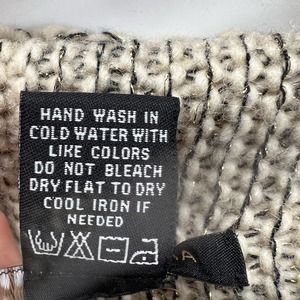 HAND WASH IN
COLD WATER WITH
LIKE COLORS
DO NOT BLEACH
DRY FLAT TO DRY
COOL IRON IF
NEEDED